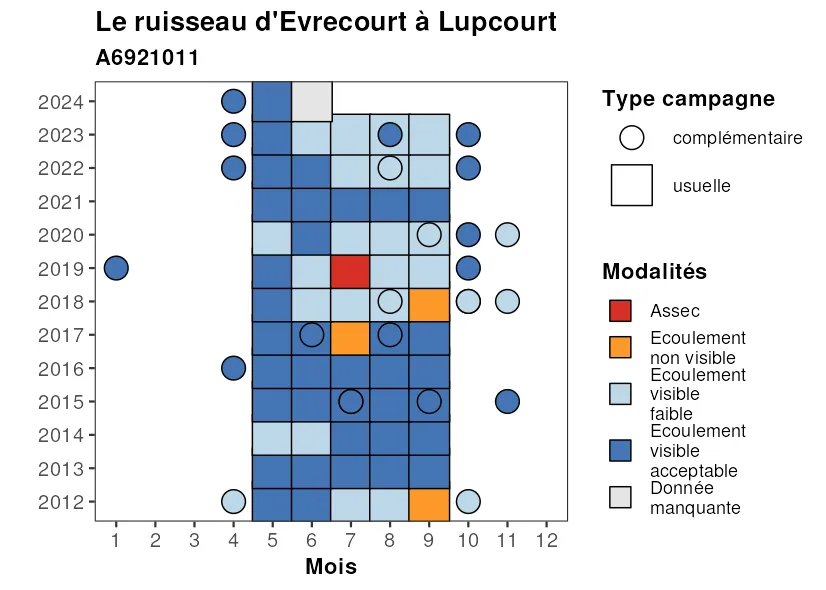 Le ruisseau d'Evrecourt à Lupcourt
A6921011
2024
2023
2022
2021
2020
2019
2018
2017
2016
2015
2014
2013
2012
1 2 3 4 5 6 7 8 9 10 11 12
Mois
Type campagne
complémentaire
usuelle
Modalités
Assec
Ecoulement
non visible
Ecoulement
visible
faible
Ecoulement
visible
acceptable
Donnée
manquante